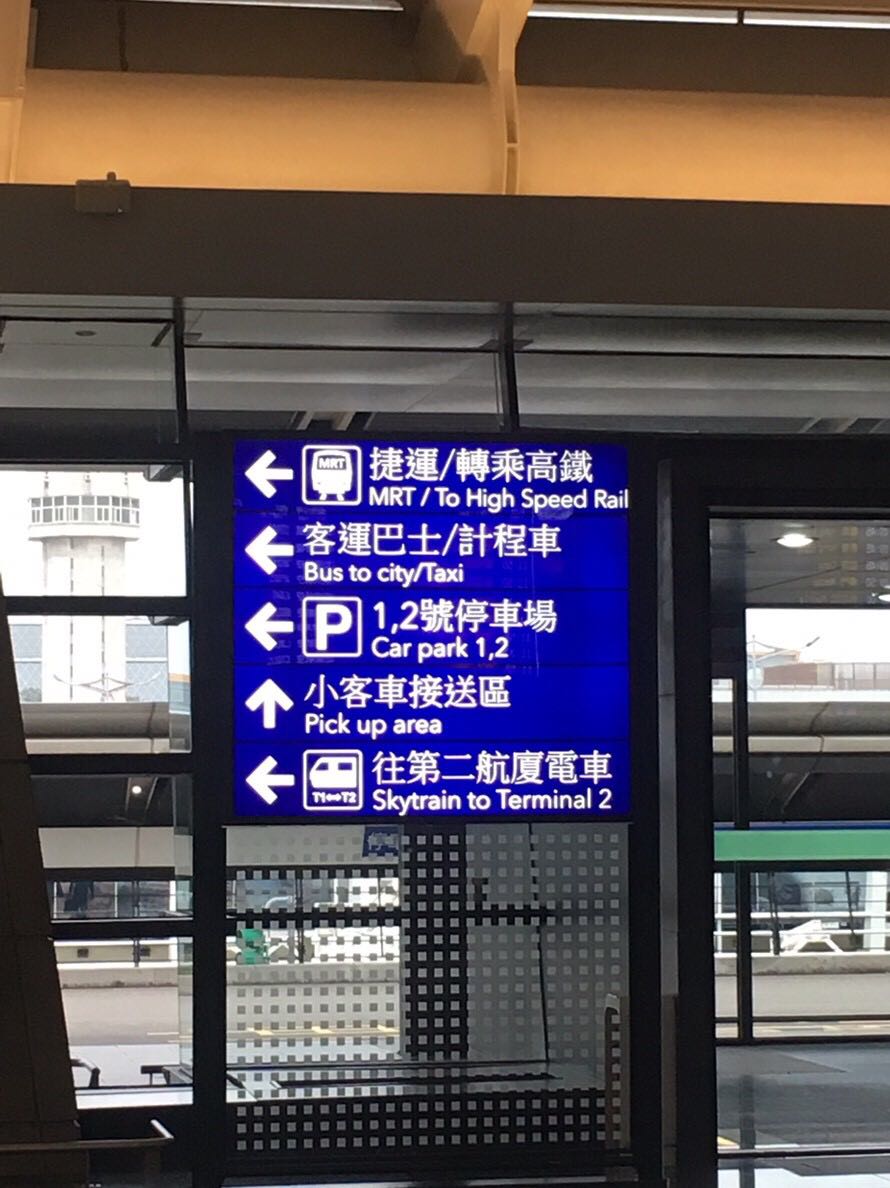 MRT
捷運/轉乘高鐵
MRT / To High Speed Rail
客運巴士/計程車
Bus to city/Taxi
P
1,2號停車場
Car park 1,2
小客車接送區
Pick up area
T1⇔T2
往第二航廈電車
Skytrain to Terminal 2